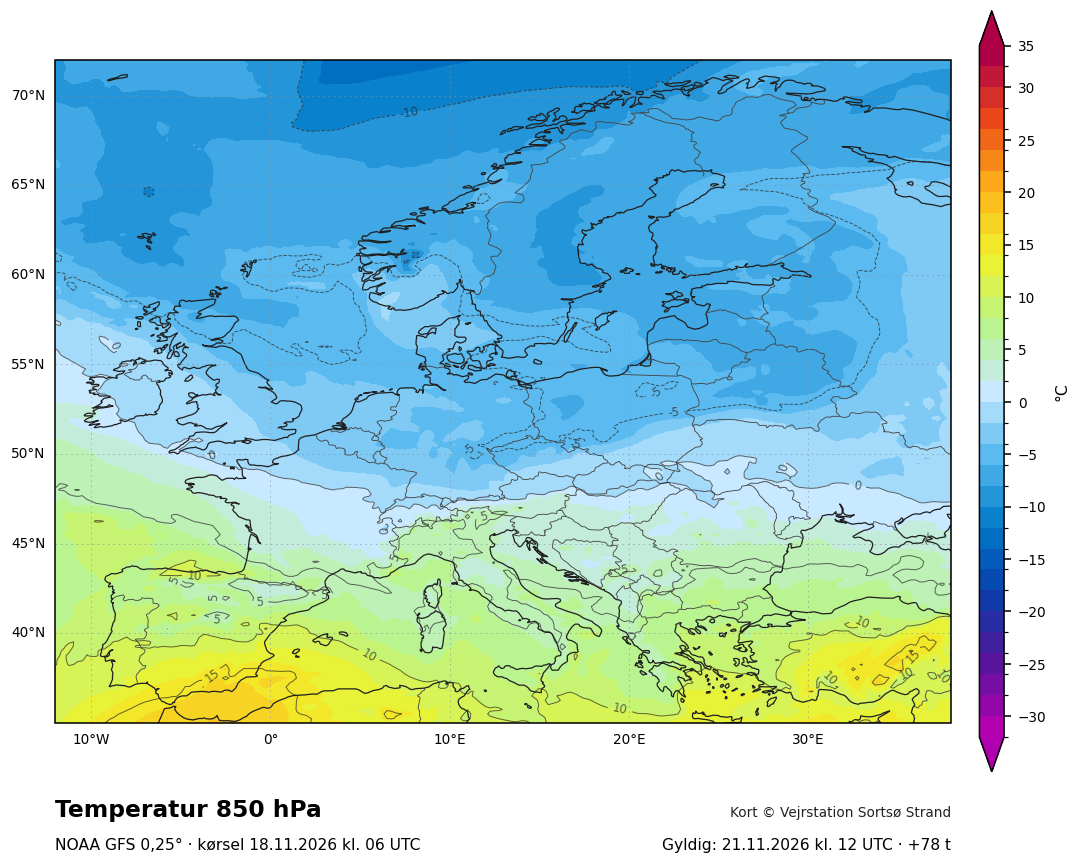 70°N
65°N
60°N
55°N
50°N
45°N
40°N
10°W
0°
10°E
20°E
30°E
35
30
25
20
15
10
5
0
−5
−10
−15
−20
−25
−30
°C
Temperatur 850 hPa
Kort © Vejrstation Sortsø Strand
NOAA GFS 0,25° · kørsel 18.11.2026 kl. 06 UTC
Gyldig: 21.11.2026 kl. 12 UTC · +78 t